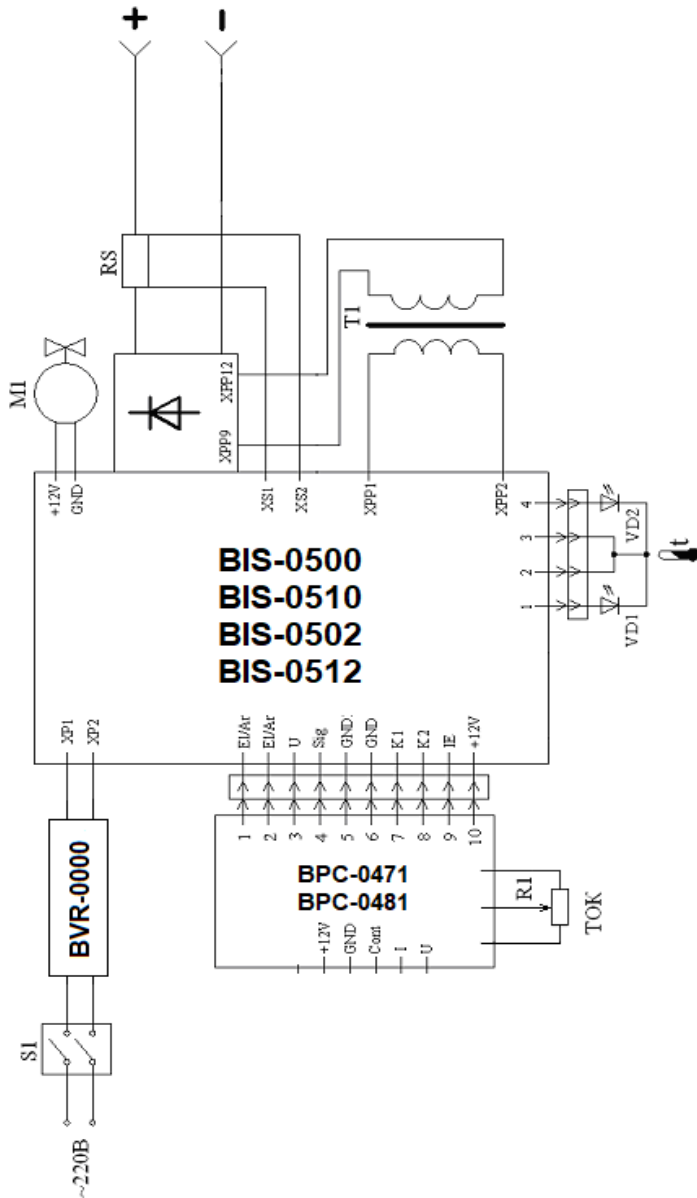 +
-
RS
M1
T1
+12V
GND
XPP12
XPP9
XS1
XS2
XPP1
XPP2
BIS-0500
BIS-0510
BIS-0502
BIS-0512
4
3
2
1
VD2
VD1
t
XP1
XP2
EI/Ar
EI/Ar
U
Sig
GND:
GND
K1
K2
IE
+12V
1
2
3
4
5
6
7
8
9
10
BVR-0000
BPC-0471
BPC-0481
+12V
GND
Cont
I
U
R1
ТОК
S1
~220В